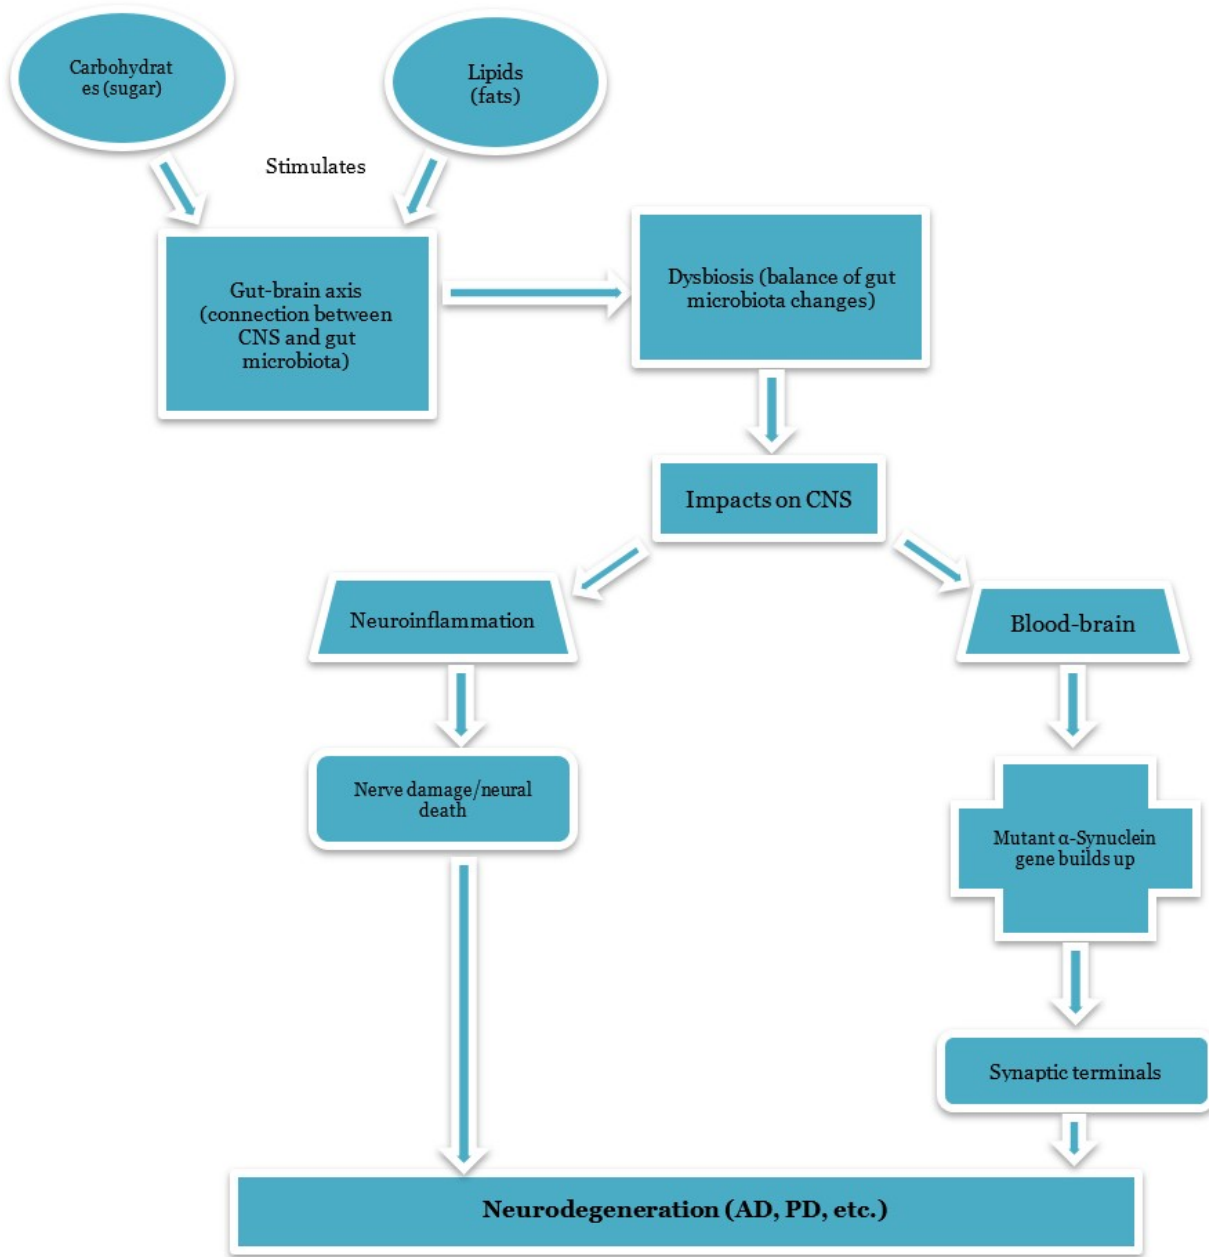 Carbohydrat
es (sugar)
Lipids
(fats)
Stimulates
Gut-brain axis
(connection between
CNS and gut
microbiota)
Dysbiosis (balance of gut
microbiota changes)
Impacts on CNS
Neuroinflammation
Blood-brain
Nerve damage/neural
death
Mutant α-Synuclein
gene builds up
Synaptic terminals
Neurodegeneration (AD, PD, etc.)